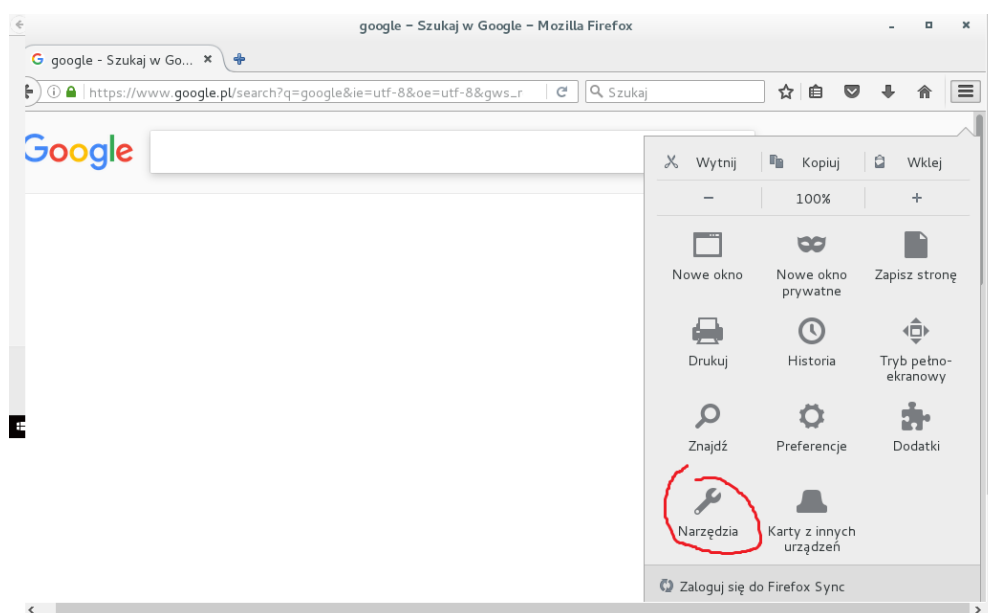 google – Szukaj w Google – Mozilla Firefox
google - Szukaj w Go...
https://www.google.pl/search?q=google&ie=utf-8&oe=utf-8&gws_r
Szukaj
Google
Wytnij Kopiuj Wklej
− 100% +
Nowe okno Nowe okno Zapisz stronę
prywatne
Drukuj Historia Tryb pełno-
ekranowy
Znajdź Preferencje Dodatki
Narzędzia Karty z innych
urządzeń
Zaloguj się do Firefox Sync